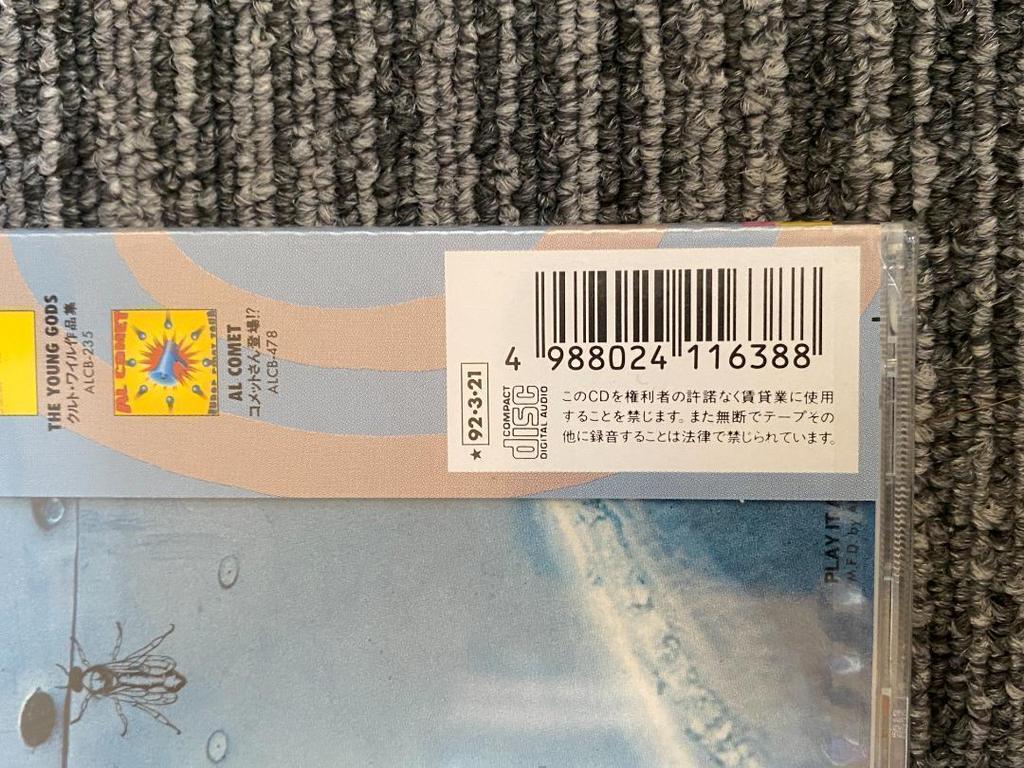 THE YOUNG GODS
クルト・ワイル作品集
ALCB-235
AL COMET
AL COMET
コメットさん登場!?
ALCB-478
4 988024 116388
★ 92・3・21
COMPACT
disc
DIGITAL AUDIO
このCDを権利者の許諾なく賃貸業に使用
することを禁じます。また無断でテープその
他に録音することは法律で禁じられています。
PLAY IT
M.F.D by A